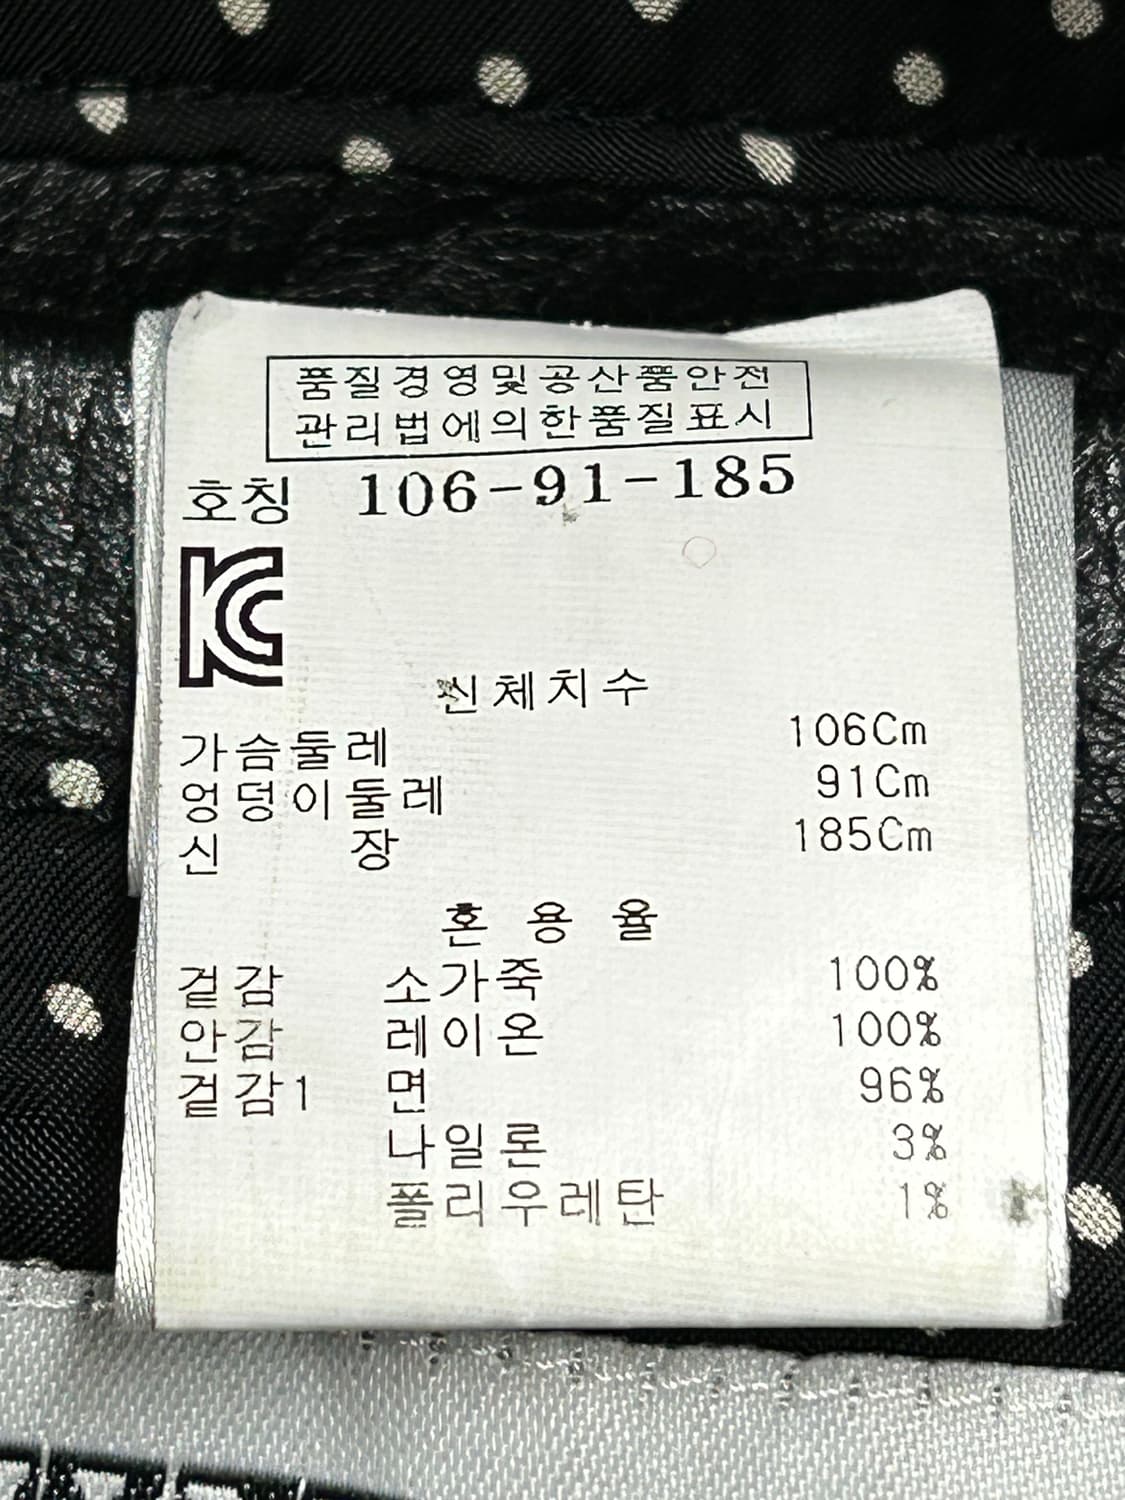 품질경영및공산품안전
관리법에의한품질표시
호칭 106-91-185
KC
신체치수
가슴둘레 106Cm
엉덩이둘레 91Cm
신 장 185Cm
혼 용 율
겉감 소가죽 100%
안감 레이온 100%
겉감1 면 96%
나일론 3%
폴리우레탄 1%